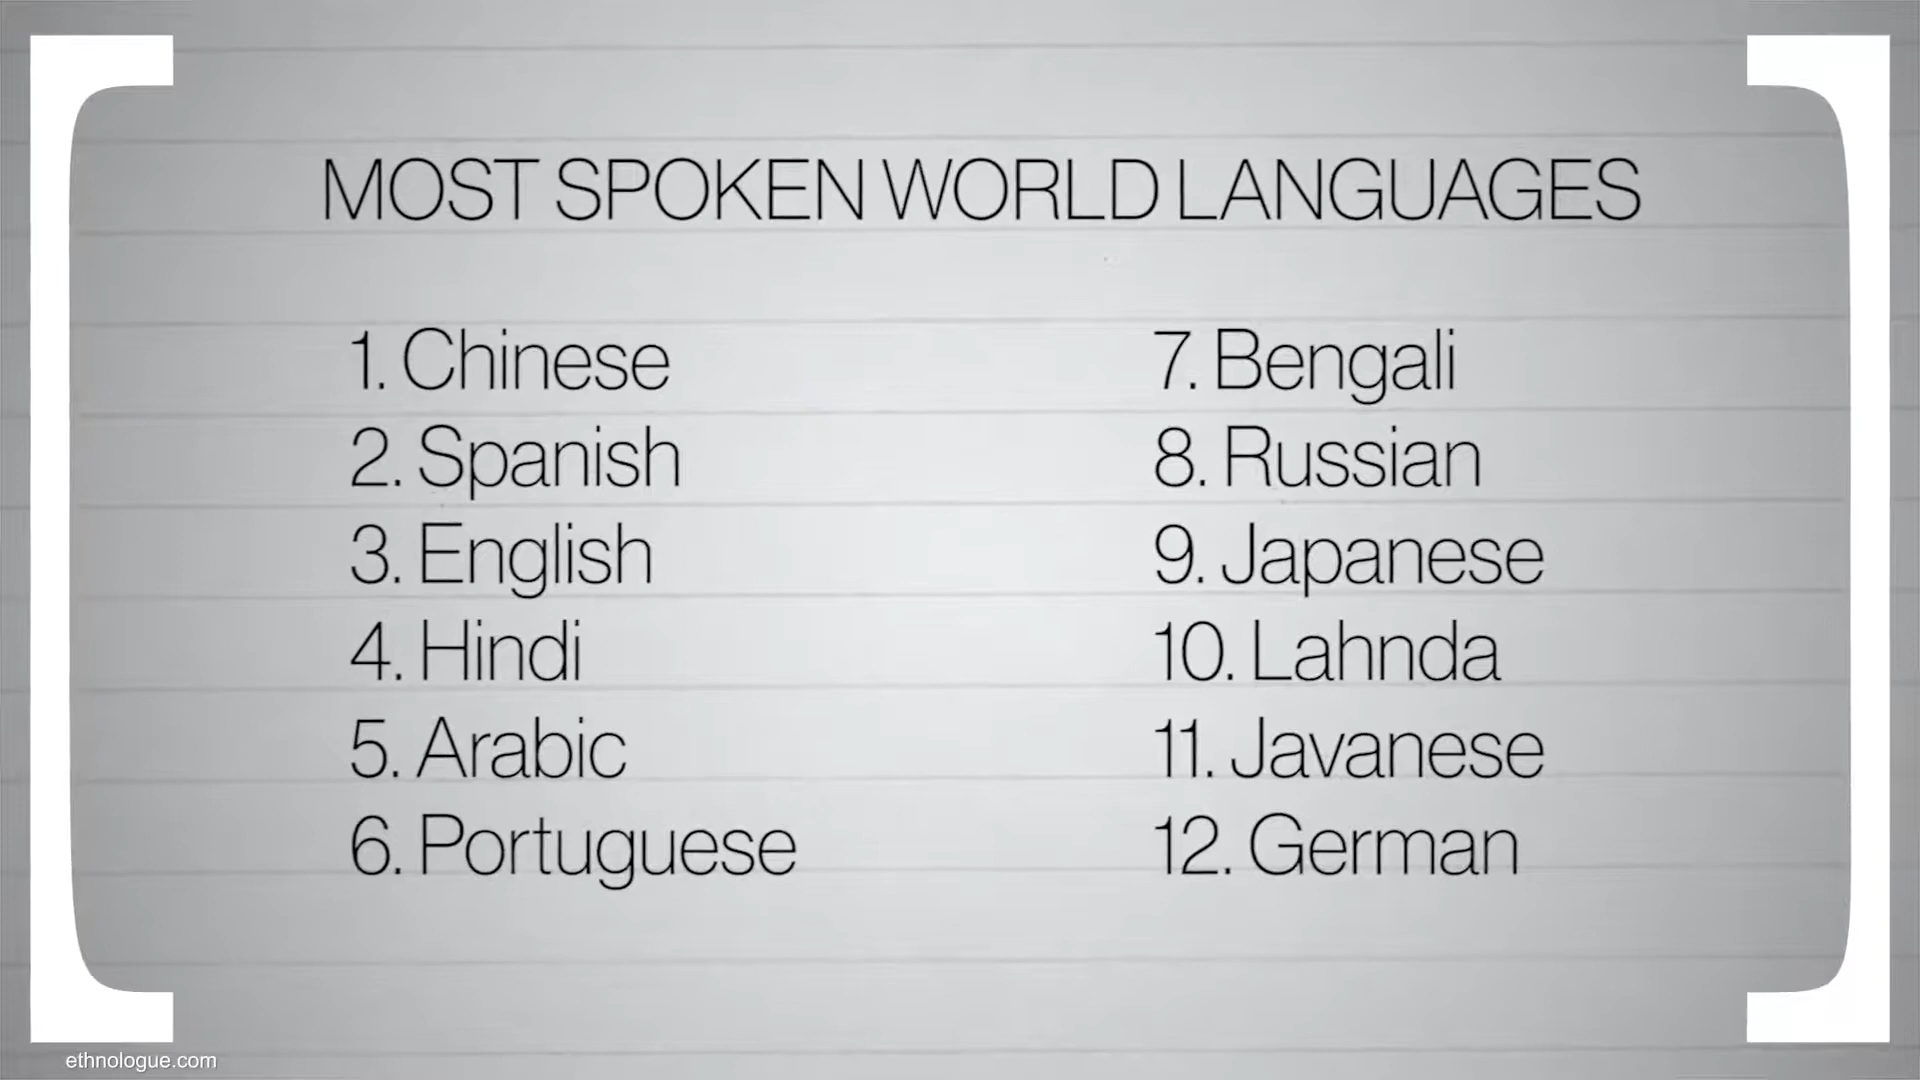 MOST SPOKEN WORLD LANGUAGES
1. Chinese
2. Spanish
3. English
4. Hindi
5. Arabic
6. Portuguese
7. Bengali
8. Russian
9. Japanese
10. Lahnda
11. Javanese
12. German
ethnologue.com